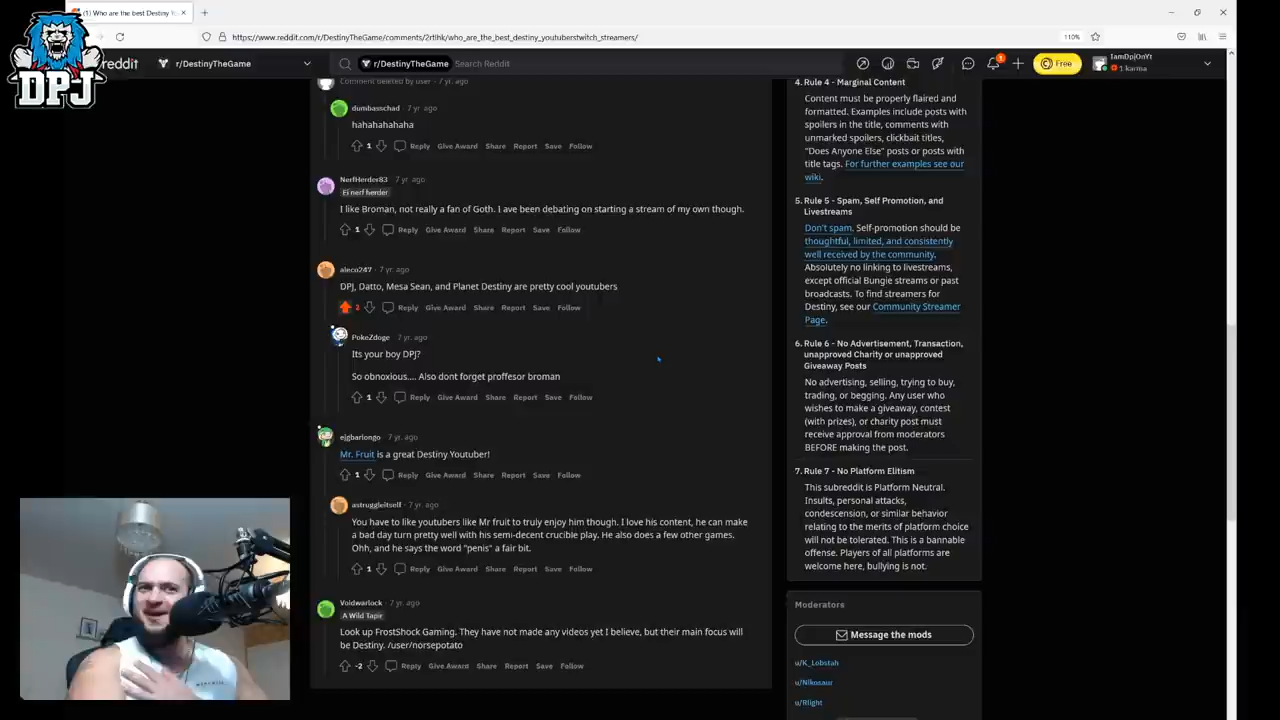 (1) Who are the best Destiny Yo
https://www.reddit.com/r/DestinyTheGame/comments/2rflhk/who_are_the_best_destiny_youtuberstwitch_streamers/
110%
DPJ
reddit
r/DestinyTheGame
r/DestinyTheGame Search Reddit
1
Free
IamDpjOnYt
1 karma
Comment deleted by user · 7 yr. ago
dumbasschad · 7 yr. ago
hahahahahaha
1 Reply Give Award Share Report Save Follow
NerfHerder83 7 yr. ago
El nerf herder
I like Broman, not really a fan of Goth. I ave been debating on starting a stream of my own though.
1 Reply Give Award Share Report Save Follow
aleco247 · 7 yr. ago
DPJ, Datto, Mesa Sean, and Planet Destiny are pretty cool youtubers
2 Reply Give Award Share Report Save Follow
PokeZdoge 7 yr. ago
Its your boy DPJ?
So obnoxious.... Also dont forget proffesor broman
1 Reply Give Award Share Report Save Follow
ejgbarlongo · 7 yr. ago
Mr. Fruit is a great Destiny Youtuber!
1 Reply Give Award Share Report Save Follow
astruggleitself · 7 yr. ago
You have to like youtubers like Mr fruit to truly enjoy him though. I love his content, he can make
a bad day turn pretty well with his semi-decent crucible play. He also does a few other games.
Ohh, and he says the word "penis" a fair bit.
1 Reply Give Award Share Report Save Follow
Voidwarlock · 7 yr. ago
A Wild Tapir
Look up FrostShock Gaming. They have not made any videos yet I believe, but their main focus will
be Destiny. /user/norsepotato
-2 Reply Give Award Share Report Save Follow
4. Rule 4 - Marginal Content
Content must be properly flaired and
formatted. Examples include posts with
spoilers in the title, comments with
unmarked spoilers, clickbait titles,
"Does Anyone Else" posts or posts with
title tags. For further examples see our
wiki.
5. Rule 5 - Spam, Self Promotion, and
Livestreams
Don't spam. Self-promotion should be
thoughtful, limited, and consistently
well received by the community.
Absolutely no linking to livestreams,
except official Bungie streams or past
broadcasts. To find streamers for
Destiny, see our Community Streamer
Page.
6. Rule 6 - No Advertisement, Transaction,
unapproved Charity or unapproved
Giveaway Posts
No advertising, selling, trying to buy,
trading, or begging. Any user who
wishes to make a giveaway, contest
(with prizes), or charity post must
receive approval from moderators
BEFORE making the post.
7. Rule 7 - No Platform Elitism
This subreddit is Platform Neutral.
Insults, personal attacks,
condescension, or similar behavior
relating to the merits of platform choice
will not be tolerated. This is a bannable
offense. Players of all platforms are
welcome here, bullying is not.
Moderators
Message the mods
u/K_Lobstah
u/Nikosaur
u/Rlight